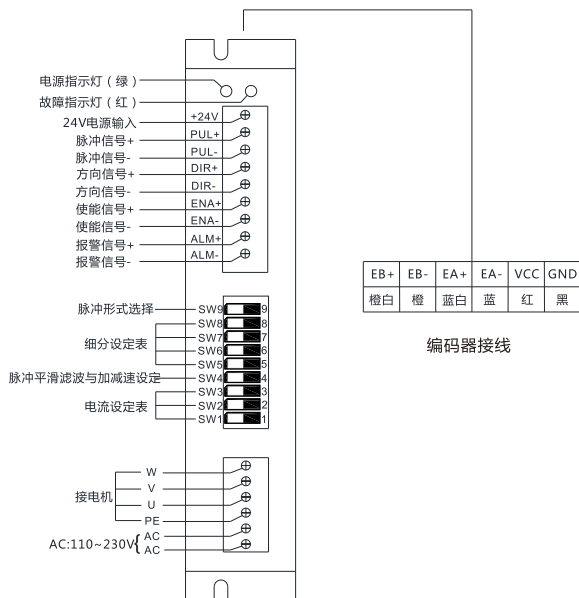 电源指示灯（绿）
故障指示灯（红）
24V电源输入 +24V
脉冲信号+ PUL+
脉冲信号- PUL-
方向信号+ DIR+
方向信号- DIR-
使能信号+ ENA+
使能信号- ENA-
报警信号+ ALM+
报警信号- ALM-
EB+ EB- EA+ EA- VCC GND
橙白 橙 蓝白 蓝 红 黑
编码器接线
脉冲形式选择 SW9 9
SW8 8
细分设定表 SW7 7
SW6 6
SW5 5
脉冲平滑滤波与加减速设定 SW4 4
SW3 3
电流设定表 SW2 2
SW1 1
W
V
接电机 U
PE
AC:110~230V{ AC
AC